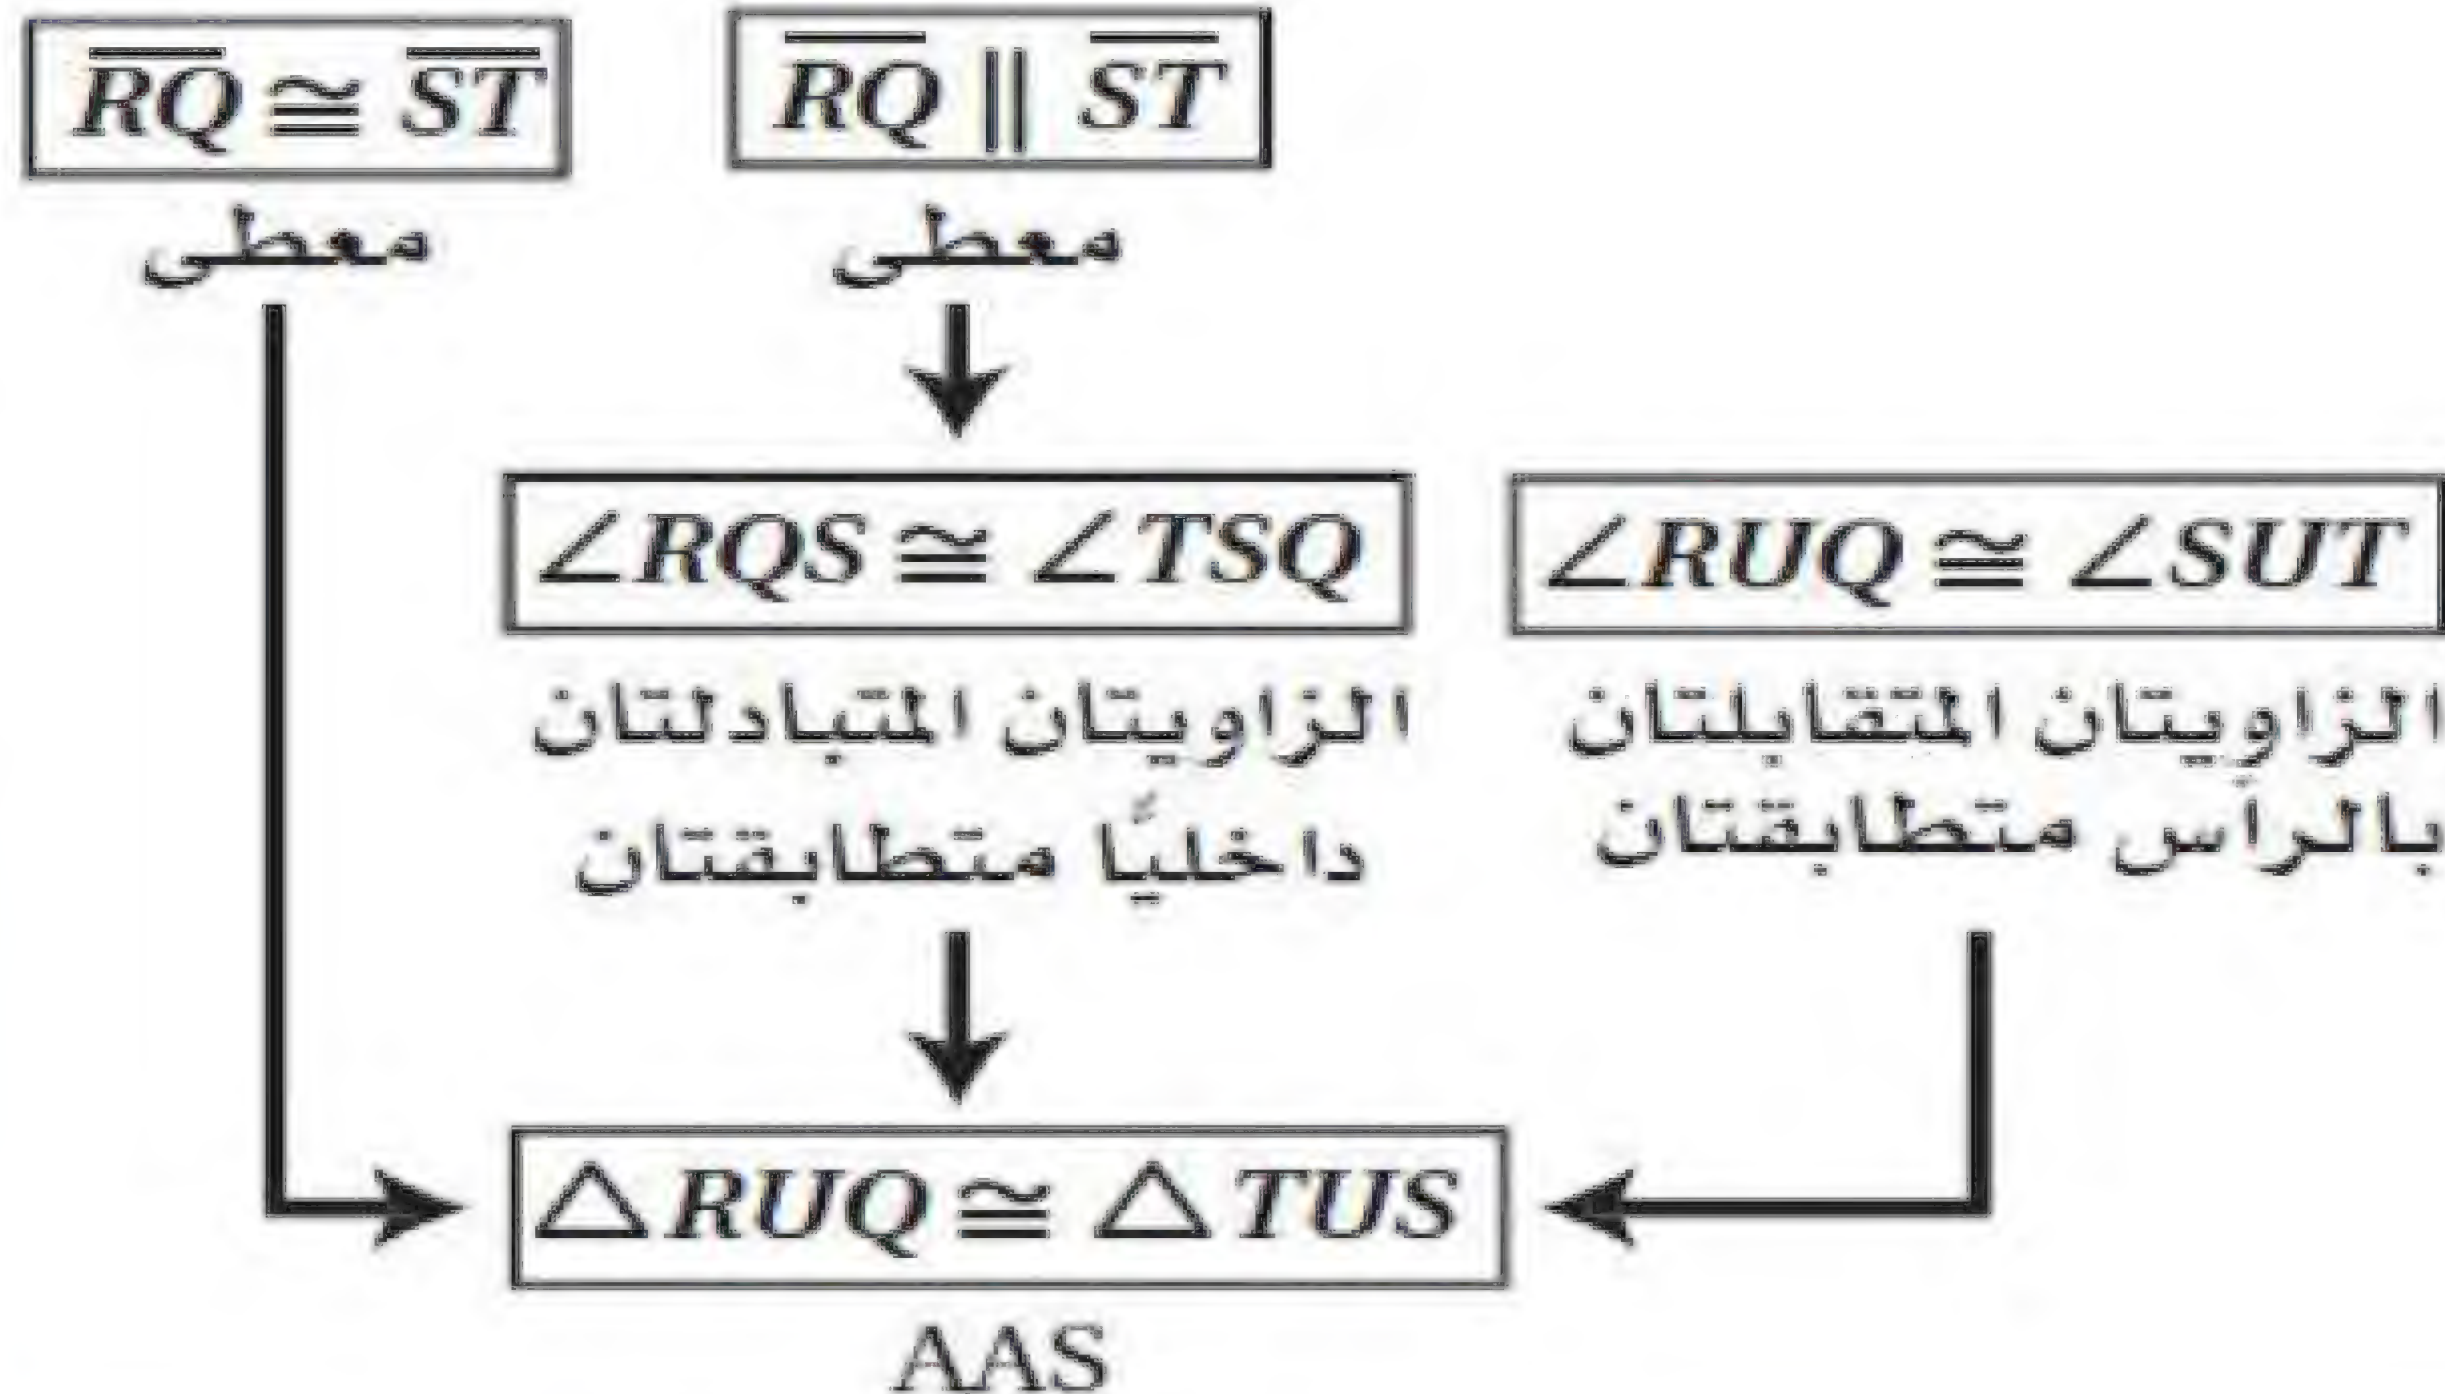 RQ ≅ ST
معطى
RQ || ST
معطى
∠RQS ≅ ∠TSQ
الزاويتان المتبادلتان
داخليًّا متطابقتان
∠RUQ ≅ ∠SUT
الزاويتان المتقابلتان
بالرأس متطابقتان
△RUQ ≅ △TUS
AAS